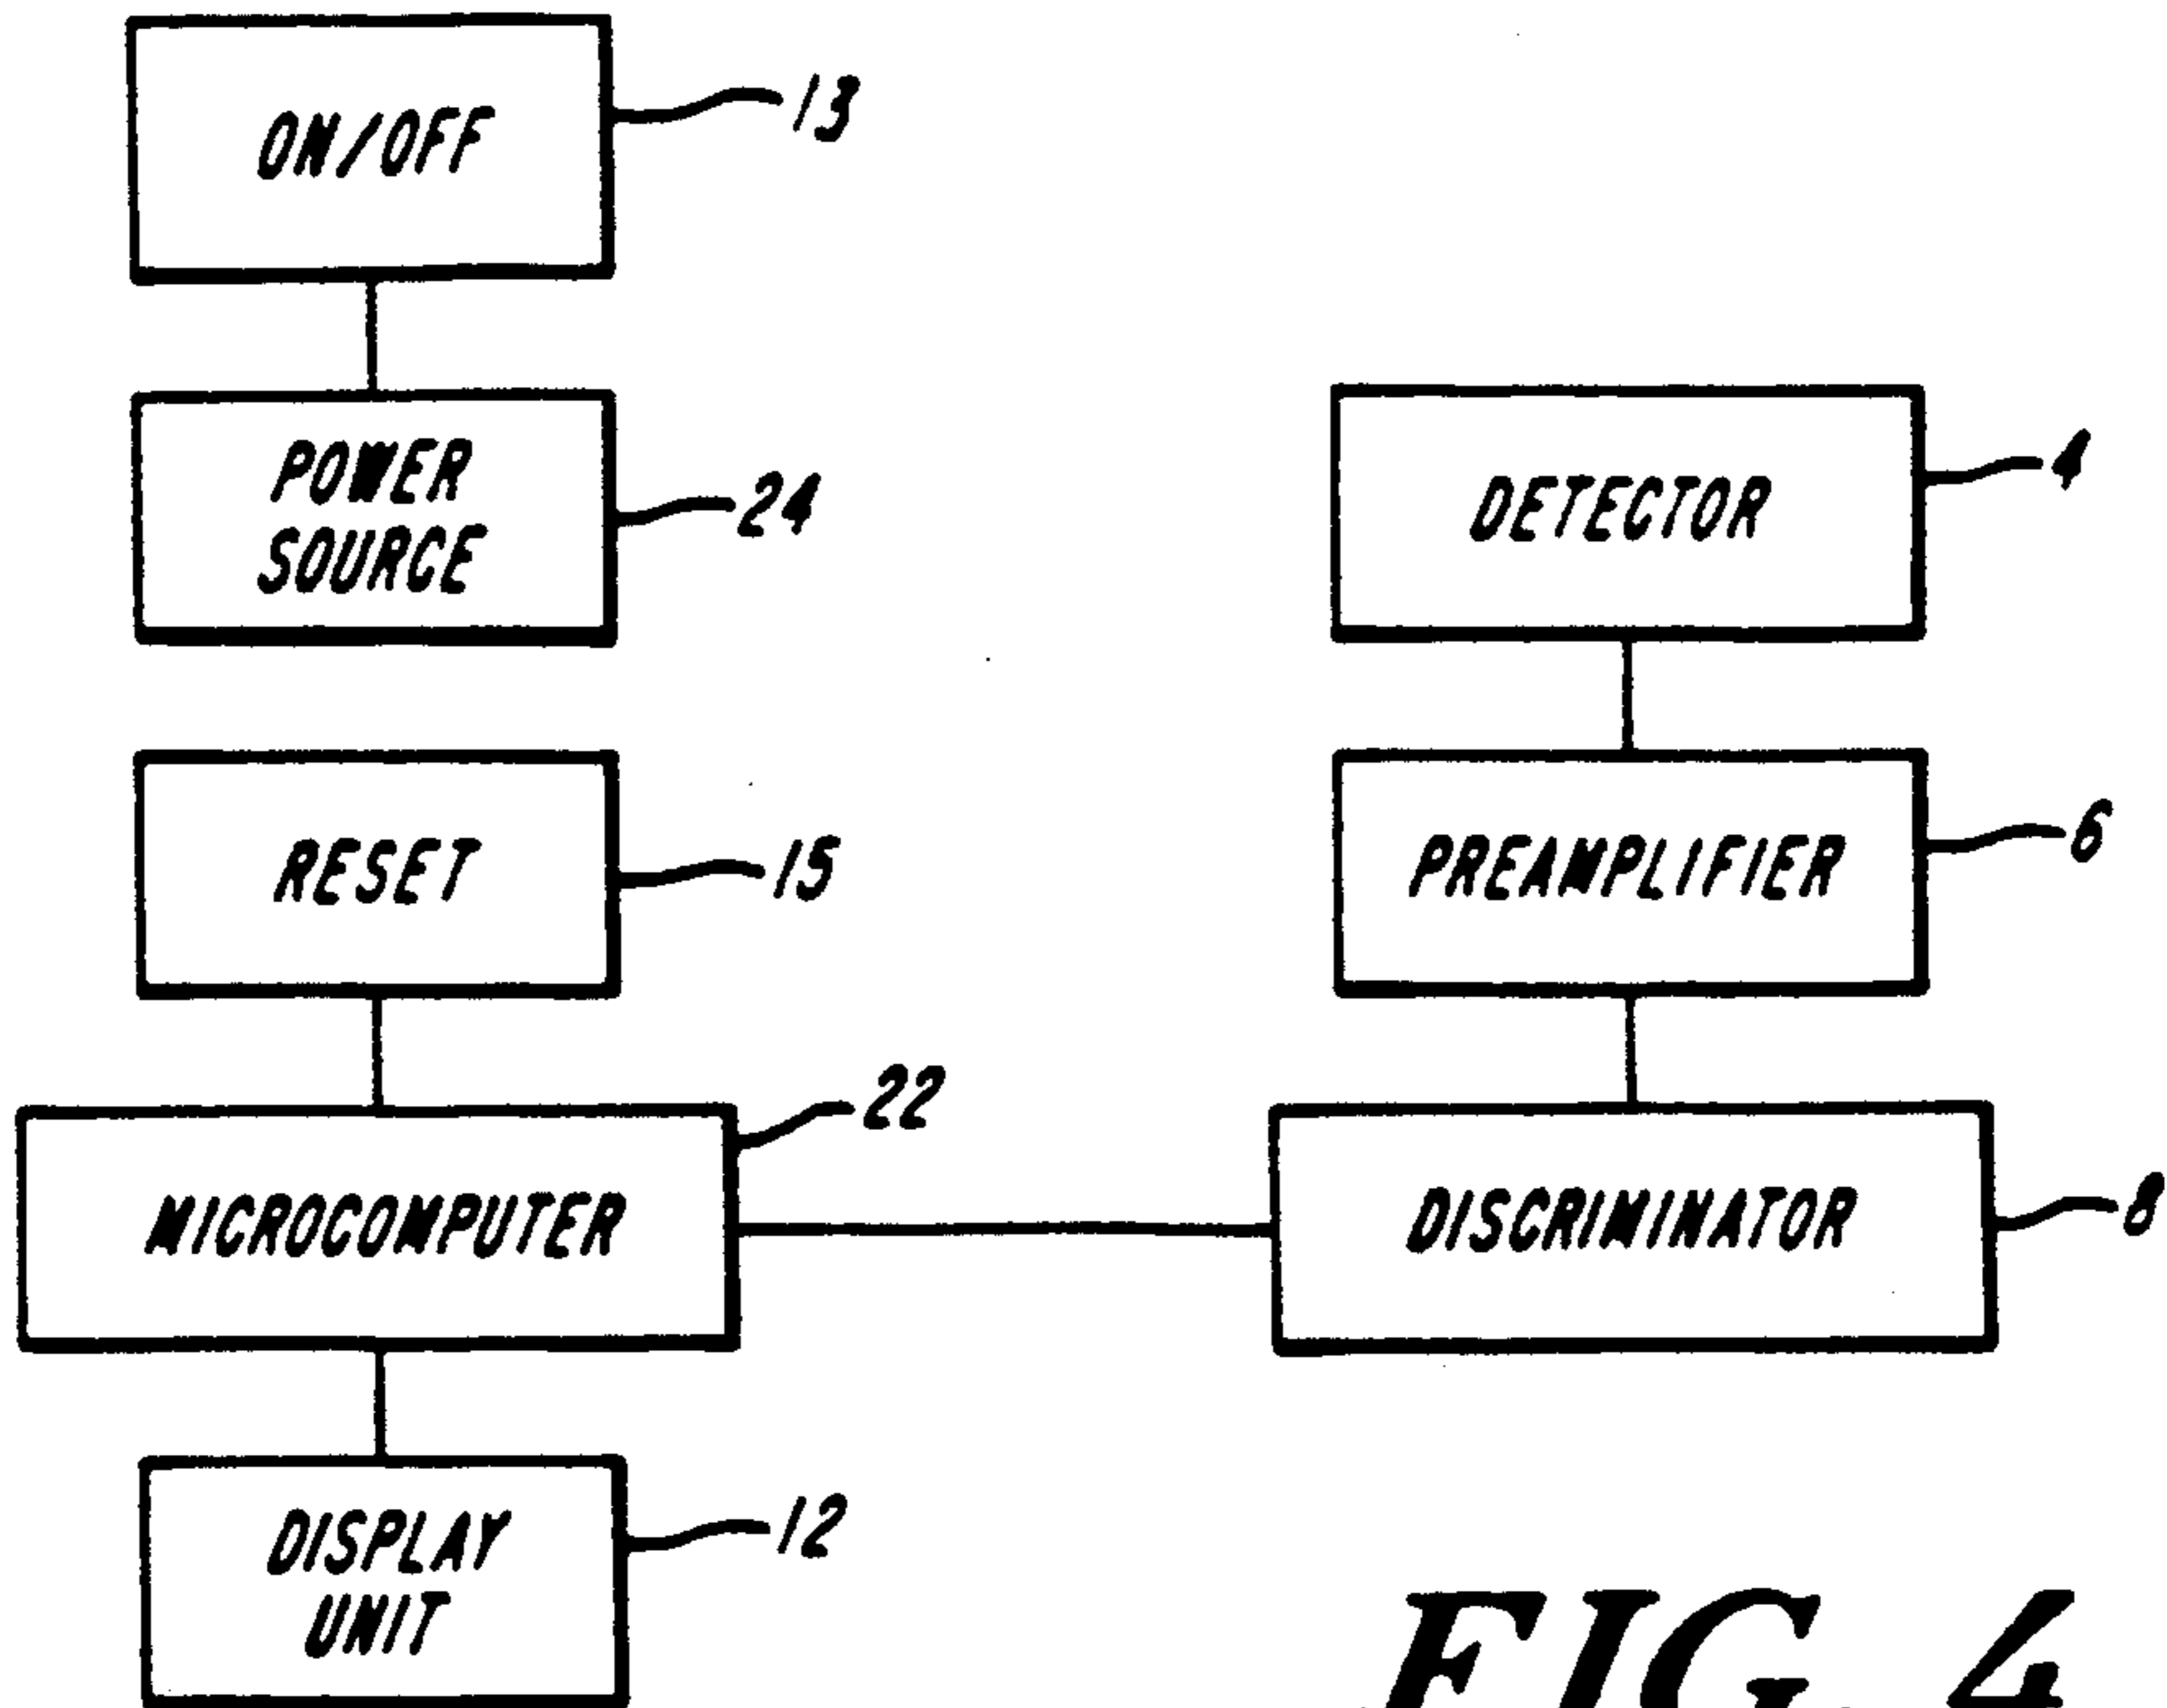 ON/OFF
13
POWER
SOURCE
24
DETECTOR
4
RESET
15
PREAMPLIFIER
6
MICROCOMPUTER
22
DISCRIMINATOR
8
DISPLAY
UNIT
12
FIG. 4